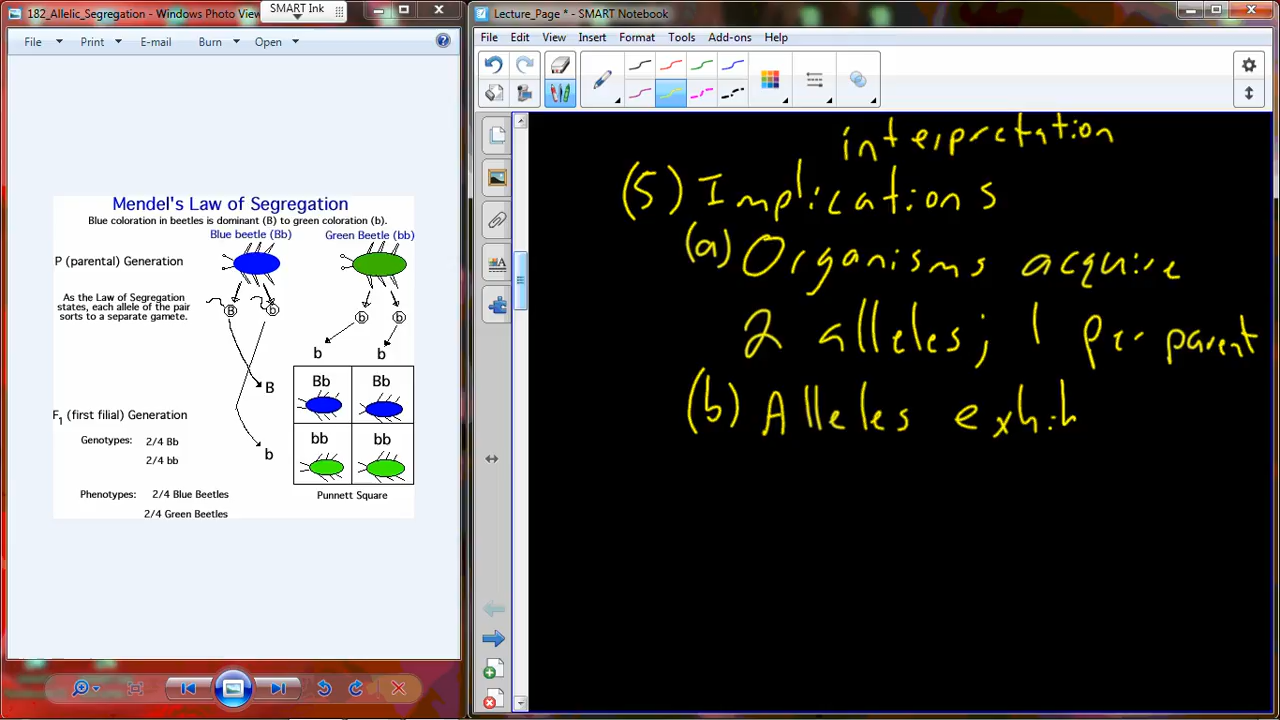 182_Allelic_Segregation - Windows Photo View
SMART Ink
File Print E-mail Burn Open
Mendel's Law of Segregation
Blue coloration in beetles is dominant (B) to green coloration (b).
Blue beetle (Bb) Green Beetle (bb)
P (parental) Generation
As the Law of Segregation
states, each allele of the pair
sorts to a separate gamete.
B b b b
b b
B
b
Bb Bb
bb bb
F1 (first filial) Generation
Genotypes: 2/4 Bb
2/4 bb
Phenotypes: 2/4 Blue Beetles
2/4 Green Beetles
Punnett Square
Lecture_Page * - SMART Notebook
File Edit View Insert Format Tools Add-ons Help
interpretation
(5) Implications
(a) Organisms acquire
2 alleles; 1 per parent
(b) Alleles exhib